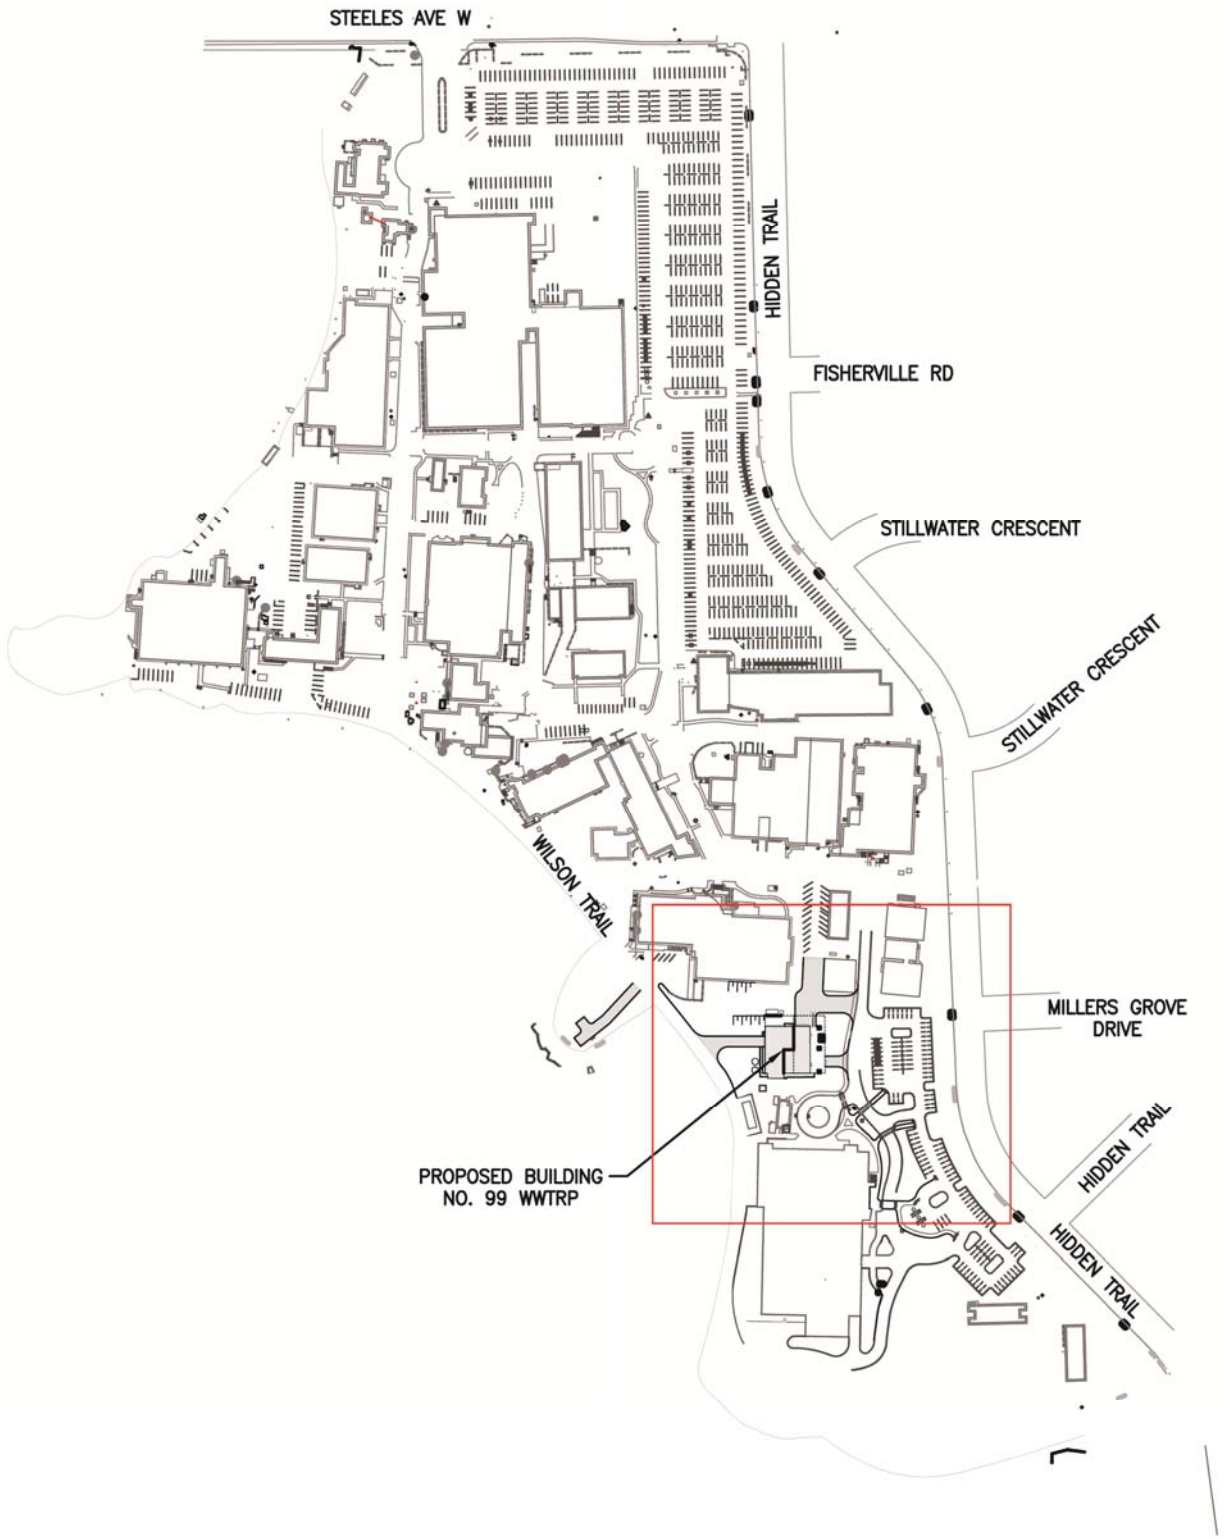 STEELES AVE W
HIDDEN TRAIL
FISHERVILLE RD
STILLWATER CRESCENT
STILLWATER CRESCENT
WILSON TRAIL
MILLERS GROVE
DRIVE
PROPOSED BUILDING
NO. 99 WWTRP
HIDDEN TRAIL
HIDDEN TRAIL